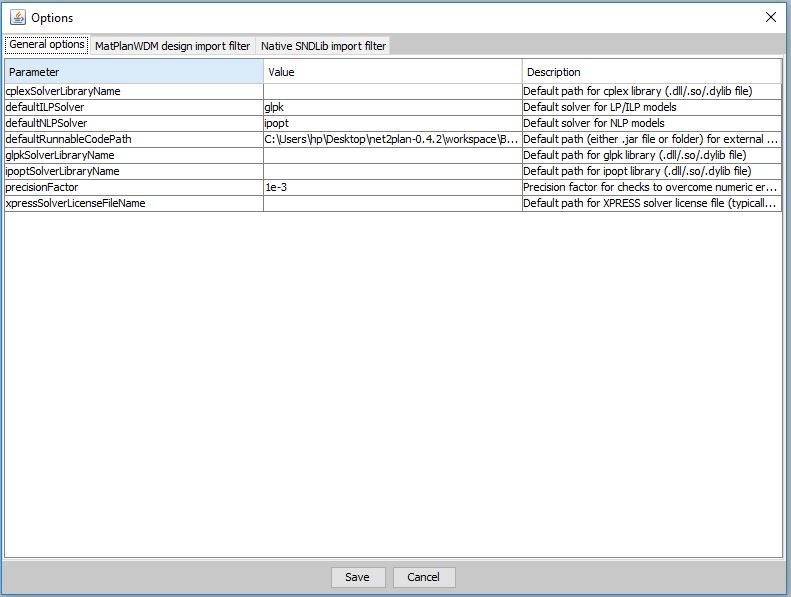 Options
General options MatPlanWDM design import filter Native SNDLib import filter
Parameter Value Description
cplexSolverLibraryName Default path for cplex library (.dll/.so/.dylib file)
defaultILPSolver glpk Default solver for LP/ILP models
defaultNLPSolver ipopt Default solver for NLP models
defaultRunnableCodePath C:\Users\hp\Desktop\net2plan-0.4.2\workspace\B... Default path (either .jar file or folder) for external ...
glpkSolverLibraryName Default path for glpk library (.dll/.so/.dylib file)
ipoptSolverLibraryName Default path for ipopt library (.dll/.so/.dylib file)
precisionFactor 1e-3 Precision factor for checks to overcome numeric er...
xpressSolverLicenseFileName Default path for XPRESS solver license file (typicall...
Save Cancel